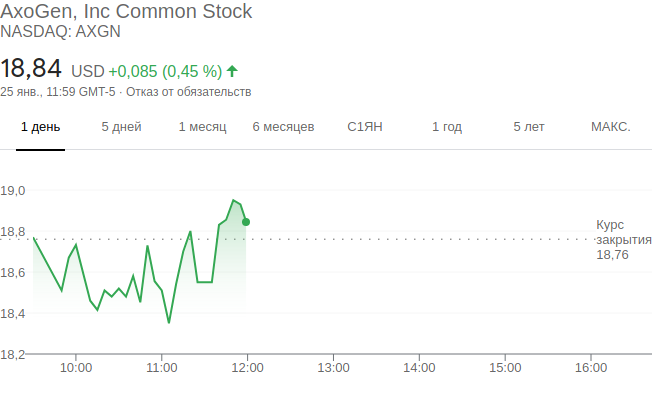 AxoGen, Inc Common Stock
NASDAQ: AXGN
18,84 USD +0,085 (0,45 %)
25 янв., 11:59 GMT-5 · Отказ от обязательств
1 день 5 дней 1 месяц 6 месяцев С1ЯН 1 год 5 лет МАКС.
19,0
18,8
Курс
закрытия
18,76
18,6
18,4
18,2
10:00 11:00 12:00 13:00 14:00 15:00 16:00